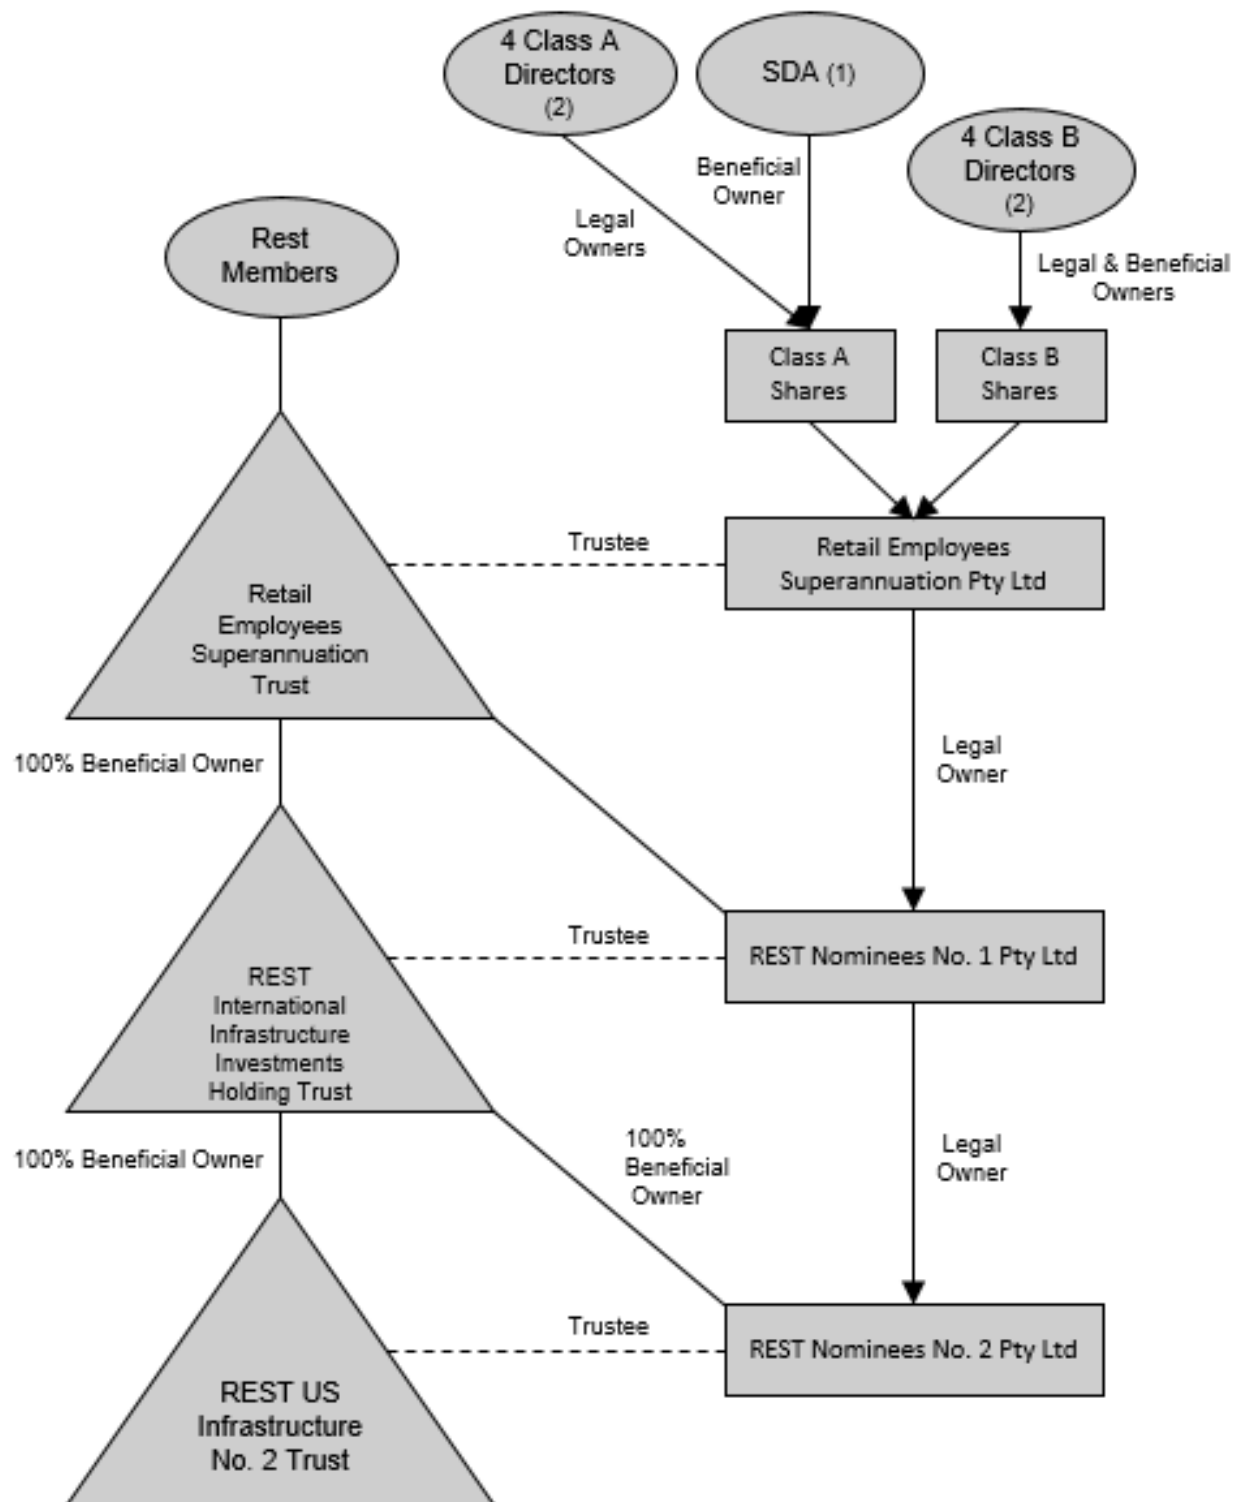 4 Class A
Directors
(2)
SDA (1)
4 Class B
Directors
(2)
Beneficial
Owner
Legal
Owners
Legal & Beneficial
Owners
Rest
Members
Class A
Shares
Class B
Shares
Trustee
Retail Employees
Superannuation Pty Ltd
Retail
Employees
Superannuation
Trust
100% Beneficial Owner
Legal
Owner
Trustee
REST Nominees No. 1 Pty Ltd
REST
International
Infrastructure
Investments
Holding Trust
100% Beneficial Owner
100%
Beneficial
Owner
Legal
Owner
Trustee
REST Nominees No. 2 Pty Ltd
REST US
Infrastructure
No. 2 Trust